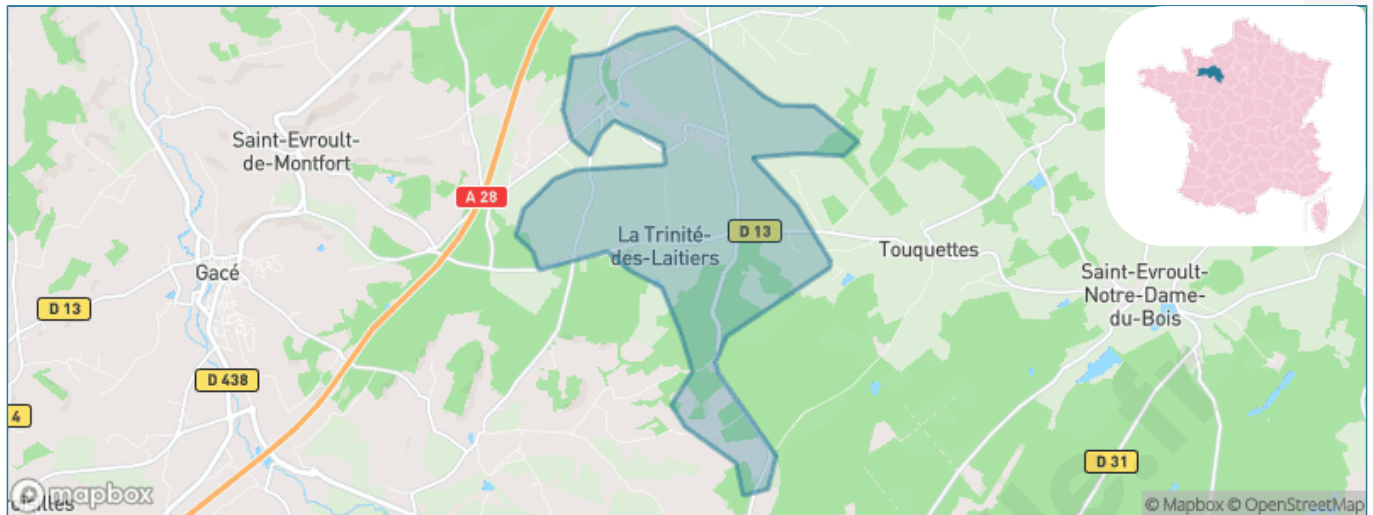 Saint-Evroult-
de-Montfort
A 28
La Trinité-
des-Laitiers
D 13
Touquettes
Saint-Evroult-
Notre-Dame-
du-Bois
Gacé
D 13
D 438
4
D 31
mapbox
© Mapbox © OpenStreetMap